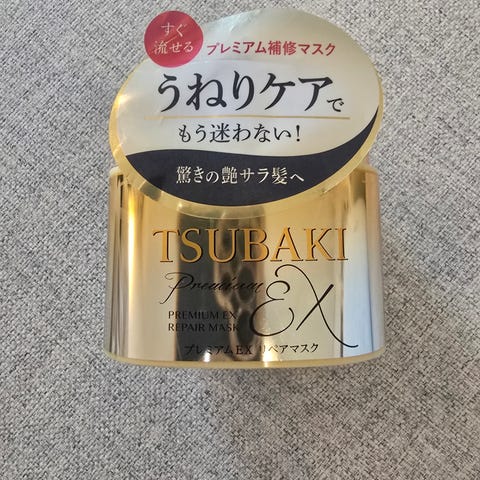 すぐ
流せる
プレミアム補修マスク
うねりケアで
もう迷わない!
驚きの艶サラ髪へ
TSUBAKI
Premium
EX
PREMIUM EX
REPAIR MASK
プレミアムEX リペアマスク